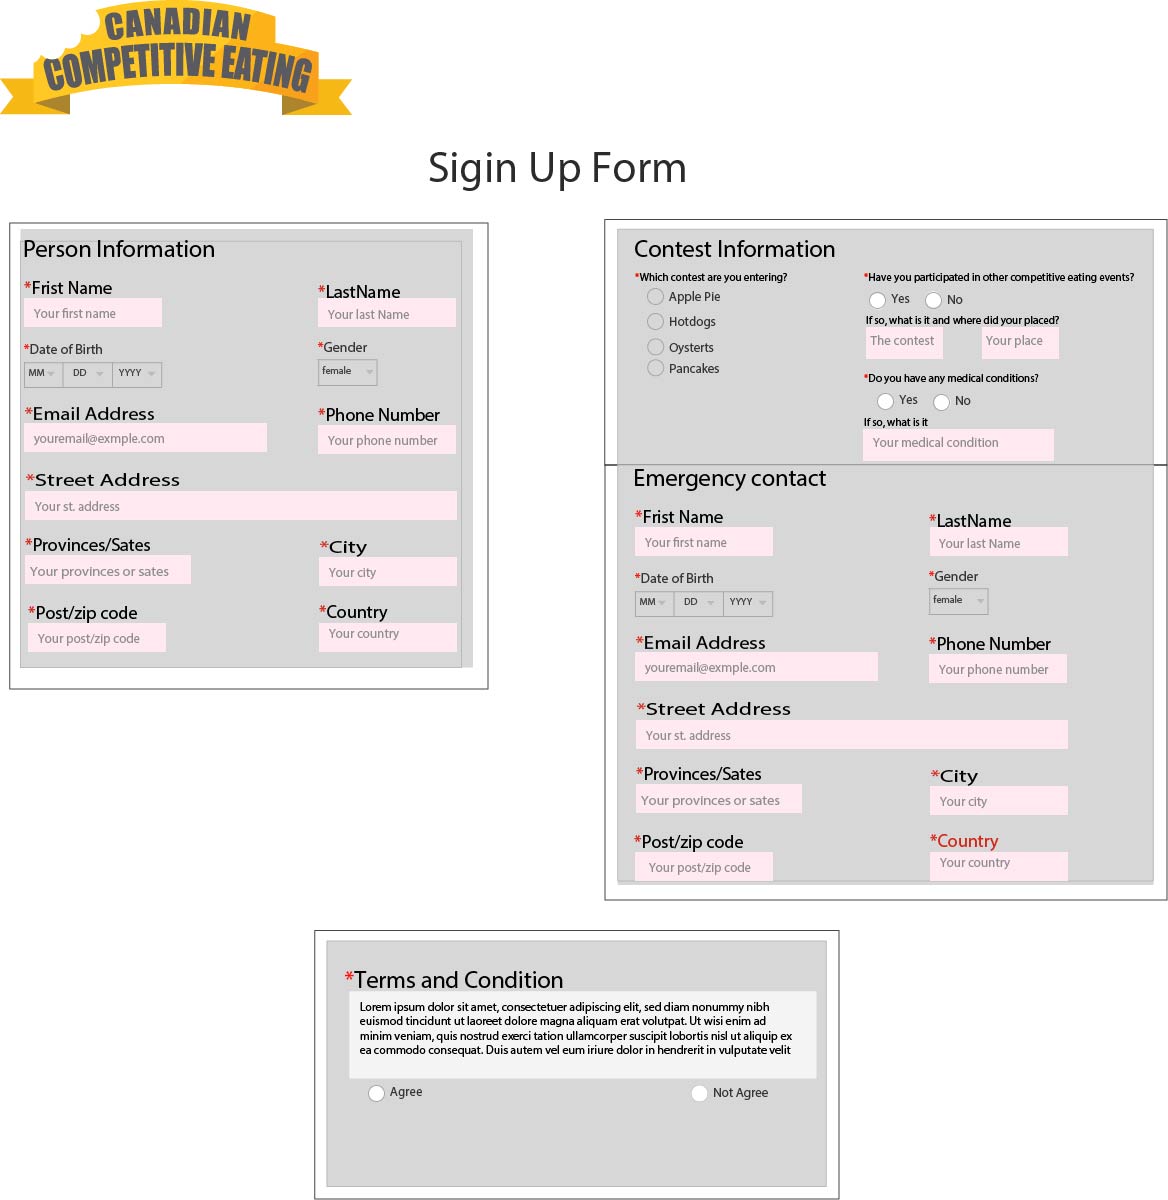 CANADIAN
COMPETITIVE EATING
Sigin Up Form
Person Information
*Frist Name
*LastName
Your first name
Your last Name
*Date of Birth
*Gender
MM DD YYYY
female
*Email Address
*Phone Number
youremail@exmple.com
Your phone number
*Street Address
Your st. address
*Provinces/Sates
*City
Your provinces or sates
Your city
*Post/zip code
*Country
Your post/zip code
Your country
Contest Information
*Which contest are you entering?
Apple Pie
Hotdogs
Oysterts
Pancakes
*Have you participated in other competitive eating events?
Yes No
If so, what is it and where did your placed?
The contest
Your place
*Do you have any medical conditions?
Yes No
If so, what is it
Your medical condition
Emergency contact
*Frist Name
*LastName
Your first name
Your last Name
*Date of Birth
*Gender
MM DD YYYY
female
*Email Address
*Phone Number
youremail@exmple.com
Your phone number
*Street Address
Your st. address
*Provinces/Sates
*City
Your provinces or sates
Your city
*Post/zip code
*Country
Your post/zip code
Your country
*Terms and Condition
Lorem ipsum dolor sit amet, consectetuer adipiscing elit, sed diam nonummy nibh
euismod tincidunt ut laoreet dolore magna aliquam erat volutpat. Ut wisi enim ad
minim veniam, quis nostrud exerci tation ullamcorper suscipit lobortis nisl ut aliquip ex
ea commodo consequat. Duis autem vel eum iriure dolor in hendrerit in vulputate velit
Agree
Not Agree